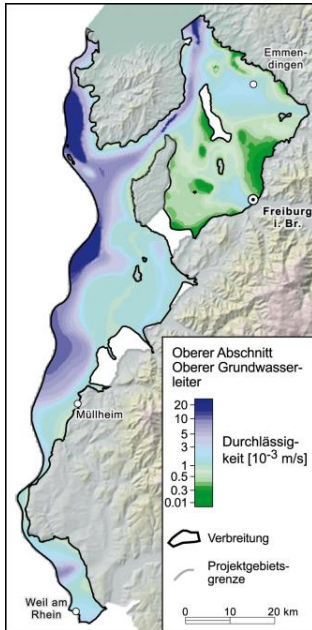 Emmen-
dingen
Freiburg
i. Br.
Oberer Abschnitt
Oberer Grundwasser-
leiter
20
10
5
3
1
0.5
0.3
0.01
Durchlässig-
keit [10⁻³ m/s]
Müllheim
Verbreitung
Projektgebiets-
grenze
Weil am
Rhein
0 10 20 km